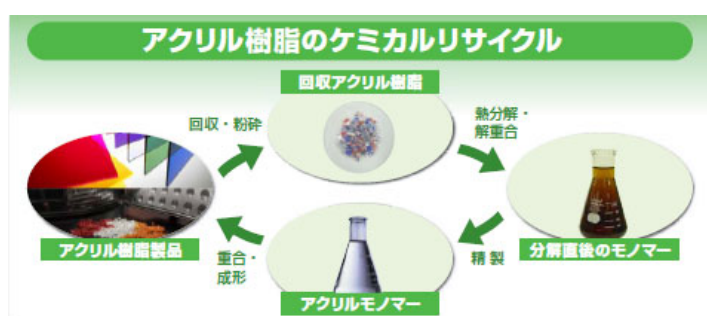 アクリル樹脂のケミカルリサイクル
回収アクリル樹脂
回収・粉砕
熱分解・
解重合
アクリル樹脂製品
分解直後のモノマー
重合・
成形
精製
アクリルモノマー